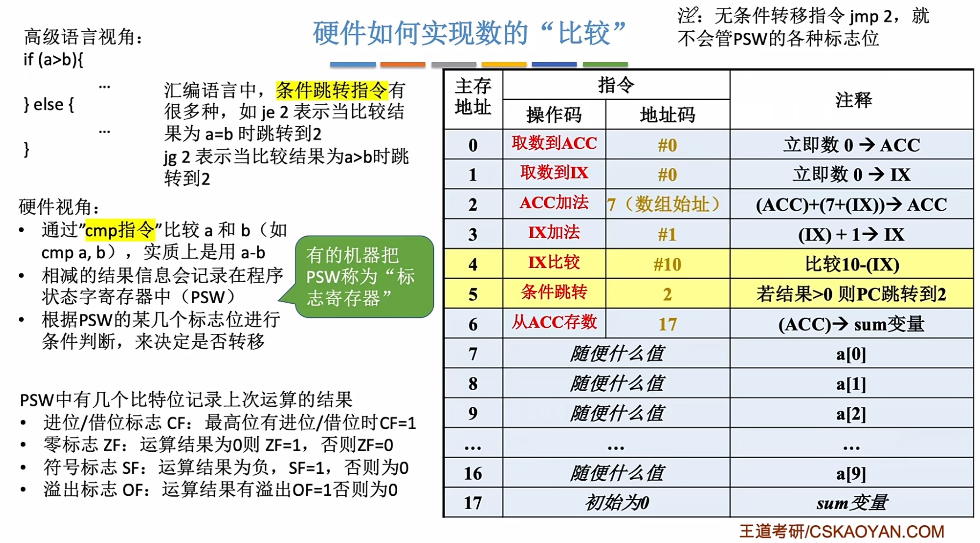 硬件如何实现数的“比较”
注：无条件转移指令 jmp 2，就
不会管PSW的各种标志位
高级语言视角：
if (a>b){
...
} else {
...
}
汇编语言中，条件跳转指令有
很多种，如 je 2 表示当比较结
果为 a=b 时跳转到2
jg 2 表示当比较结果为a>b时跳
转到2
硬件视角：
• 通过”cmp指令”比较 a 和 b（如
cmp a, b），实质上是用 a-b
• 相减的结果信息会记录在程序
状态字寄存器中（PSW）
• 根据PSW的某几个标志位进行
条件判断，来决定是否转移
有的机器把
PSW称为“标
志寄存器”
PSW中有几个比特位记录上次运算的结果
• 进位/借位标志 CF：最高位有进位/借位时CF=1
• 零标志 ZF：运算结果为0则 ZF=1，否则ZF=0
• 符号标志 SF：运算结果为负，SF=1，否则为0
• 溢出标志 OF：运算结果有溢出OF=1否则为0
主存
地址
指令
注释
操作码 地址码
0 取数到ACC #0 立即数 0 → ACC
1 取数到IX #0 立即数 0 → IX
2 ACC加法 7（数组始址） (ACC)+(7+(IX))→ ACC
3 IX加法 #1 (IX) + 1→ IX
4 IX比较 #10 比较10-(IX)
5 条件跳转 2 若结果>0 则PC跳转到2
6 从ACC存数 17 (ACC)→ sum变量
7 随便什么值 a[0]
8 随便什么值 a[1]
9 随便什么值 a[2]
... ... ...
16 随便什么值 a[9]
17 初始为0 sum变量
王道考研/CSKAOYAN.COM